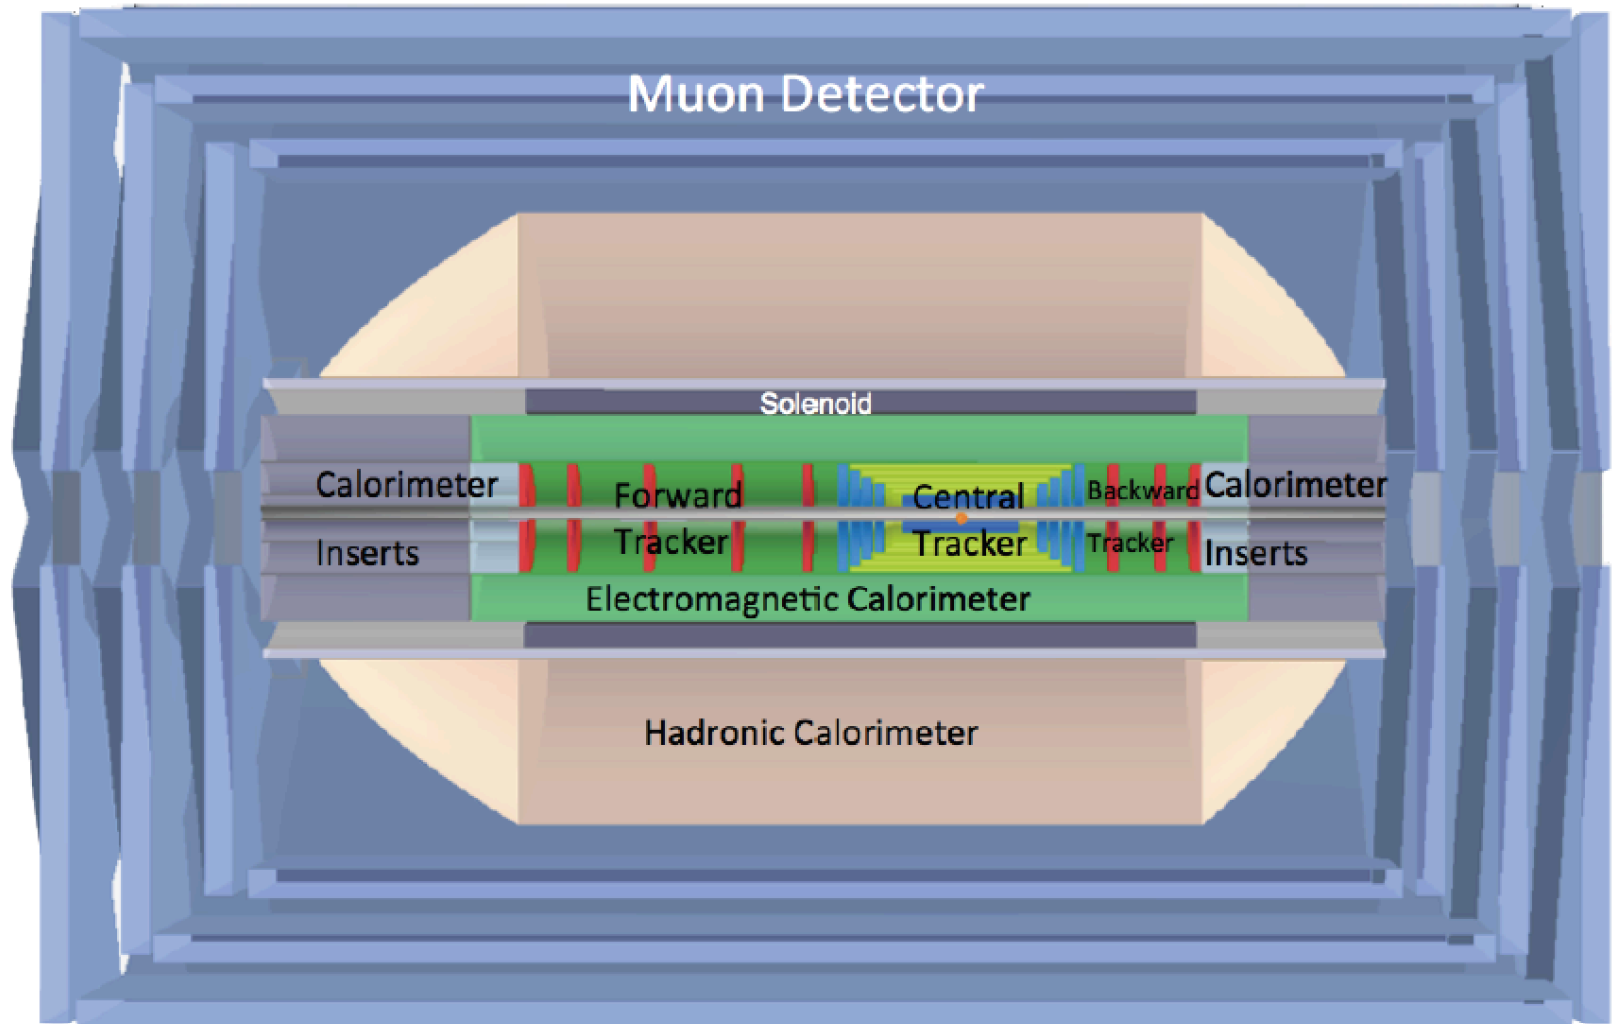 Muon Detector
Solenoid
Calorimeter
Forward
Central
Backward
Calorimeter
Inserts
Tracker
Tracker
Tracker
Inserts
Electromagnetic Calorimeter
Hadronic Calorimeter